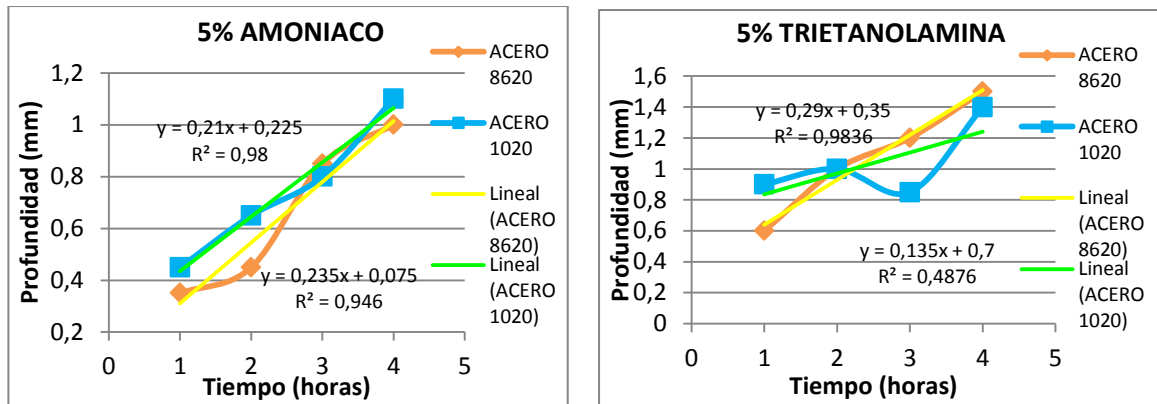 5% AMONIACO
Profundidad (mm)
1,2
1
0,8
0,6
0,4
0,2
0
1
2
3
4
5
Tiempo (horas)
y = 0,21x + 0,225
R² = 0,98
y = 0,235x + 0,075
R² = 0,946
ACERO
8620
ACERO
1020
Lineal
(ACERO
8620)
Lineal
(ACERO
1020)
5% TRIETANOLAMINA
Profundidad (mm)
1,6
1,4
1,2
1
0,8
0,6
0,4
0,2
0
0
1
2
3
4
5
Tiempo (horas)
y = 0,29x + 0,35
R² = 0,9836
y = 0,135x + 0,7
R² = 0,4876
ACERO
8620
ACERO
1020
Lineal
(ACERO
8620)
Lineal
(ACERO
1020)